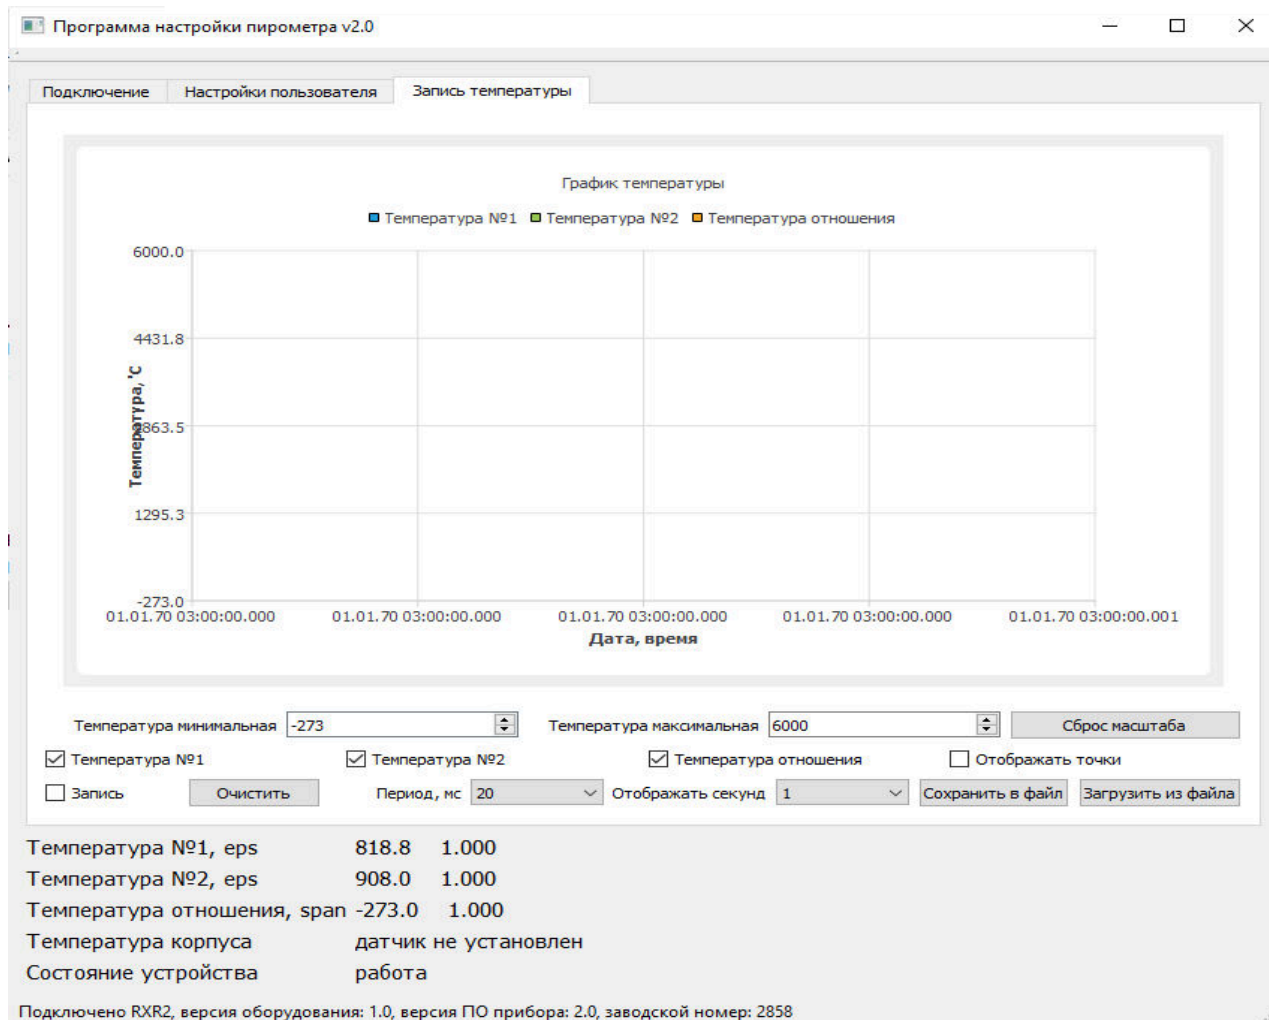 Программа настройки пирометра v2.0
Подключение Настройки пользователя Запись температуры
График температуры
Температура №1 Температура №2 Температура отношения
6000.0
4431.8
Температура, 'С
863.5
1295.3
-273.0
01.01.70 03:00:00.000 01.01.70 03:00:00.000 01.01.70 03:00:00.000 01.01.70 03:00:00.000 01.01.70 03:00:00.001
Дата, время
Температура минимальная -273 Температура максимальная 6000 Сброс масштаба
Температура №1 Температура №2 Температура отношения Отображать точки
Запись Очистить Период, мс 20 Отображать секунд 1 Сохранить в файл Загрузить из файла
Температура №1, eps 818.8 1.000
Температура №2, eps 908.0 1.000
Температура отношения, span -273.0 1.000
Температура корпуса датчик не установлен
Состояние устройства работа
Подключено RXR2, версия оборудования: 1.0, версия ПО прибора: 2.0, заводской номер: 2858